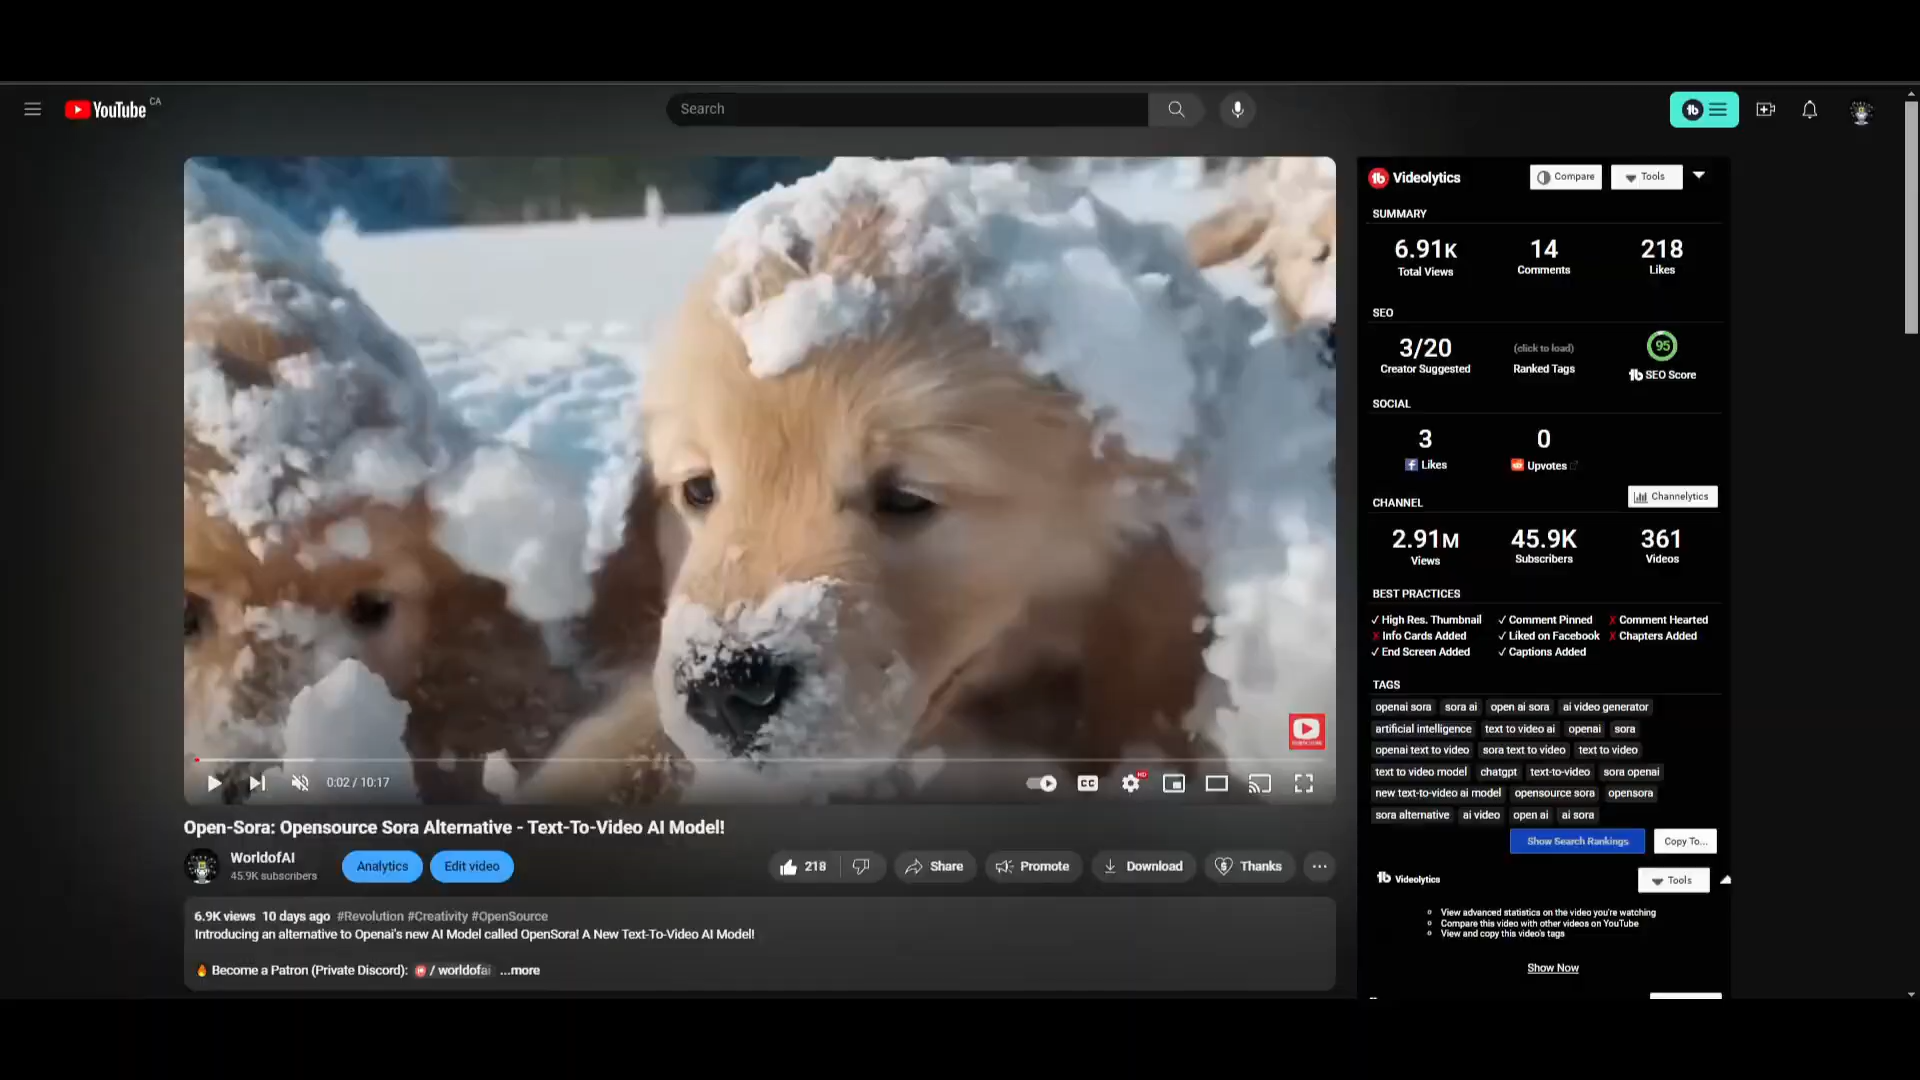 YouTube CA
Search
Videolytics
Compare
Tools
SUMMARY
6.91K
14
218
Total Views
Comments
Likes
SEO
3/20
(click to load)
95
Creator Suggested
Ranked Tags
SEO Score
SOCIAL
3
0
Likes
Upvotes
CHANNEL
Channelytics
2.91M
45.9K
361
Views
Subscribers
Videos
BEST PRACTICES
✓ High Res. Thumbnail
✓ Comment Pinned
✗ Comment Hearted
✗ Info Cards Added
✓ Liked on Facebook
✗ Chapters Added
✓ End Screen Added
✓ Captions Added
TAGS
openai sora sora ai open ai sora ai video generator
artificial intelligence text to video ai openai sora
openai text to video sora text to video text to video
text to video model chatgpt text-to-video sora openai
new text-to-video ai model opensource sora opensora
sora alternative ai video open ai ai sora
Show Search Rankings
Copy To...
Videolytics
Tools
View advanced statistics on the video you're watching
Compare this video with other videos on YouTube
View and copy this video's tags
Show Now
0:02 / 10:17
CC
HD
Open-Sora: Opensource Sora Alternative - Text-To-Video AI Model!
WorldofAI
45.9K subscribers
Analytics
Edit video
218
Share
Promote
Download
Thanks
6.9K views 10 days ago #Revolution #Creativity #OpenSource
Introducing an alternative to Openai's new AI Model called OpenSora! A New Text-To-Video AI Model!
🔥 Become a Patron (Private Discord): / worldofai ...more